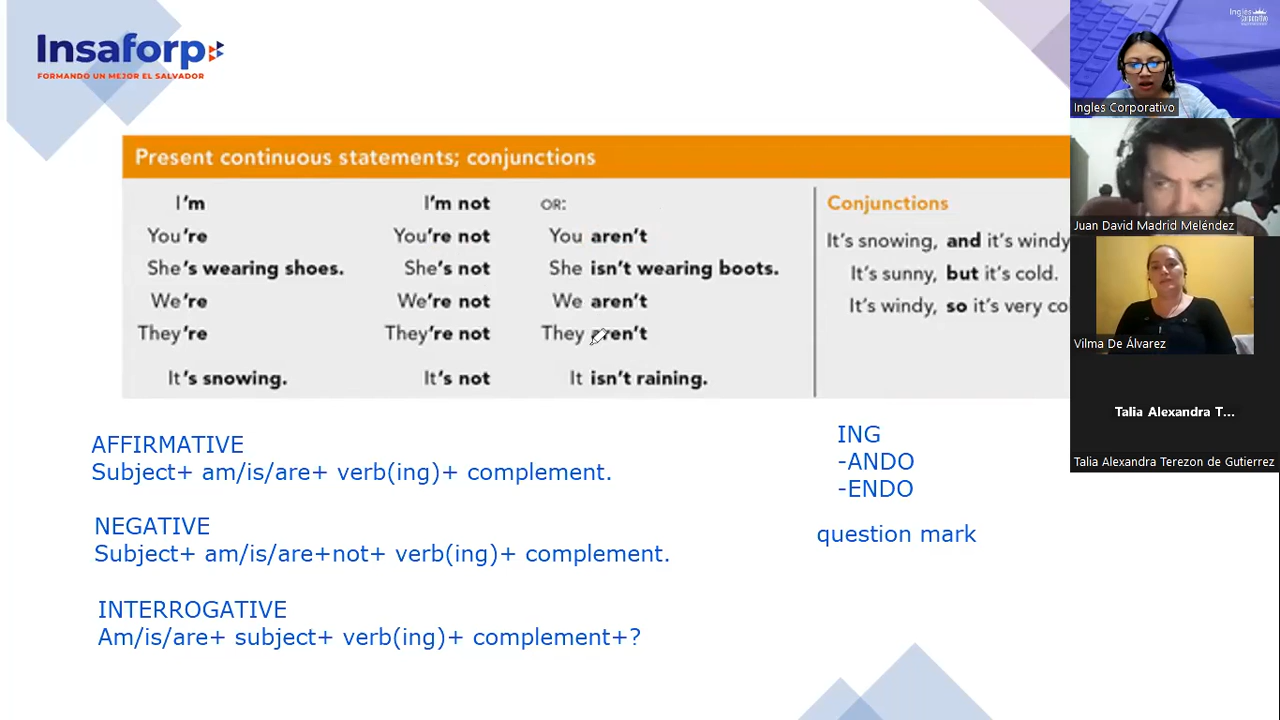 Insaforp
FORMANDO UN MEJOR EL SALVADOR
Present continuous statements; conjunctions
I'm I'm not OR:
You're You're not You aren't
She's wearing shoes. She's not She isn't wearing boots.
We're We're not We aren't
They're They're not They aren't
It's snowing. It's not It isn't raining.
Conjunctions
It's snowing, and it's windy
It's sunny, but it's cold.
It's windy, so it's very co
AFFIRMATIVE
Subject+ am/is/are+ verb(ing)+ complement.
NEGATIVE
Subject+ am/is/are+not+ verb(ing)+ complement.
INTERROGATIVE
Am/is/are+ subject+ verb(ing)+ complement+?
ING
-ANDO
-ENDO
question mark
Ingles Corporativo
Juan David Madrid Meléndez
Vilma De Álvarez
Talia Alexandra T...
Talia Alexandra Terezon de Gutierrez